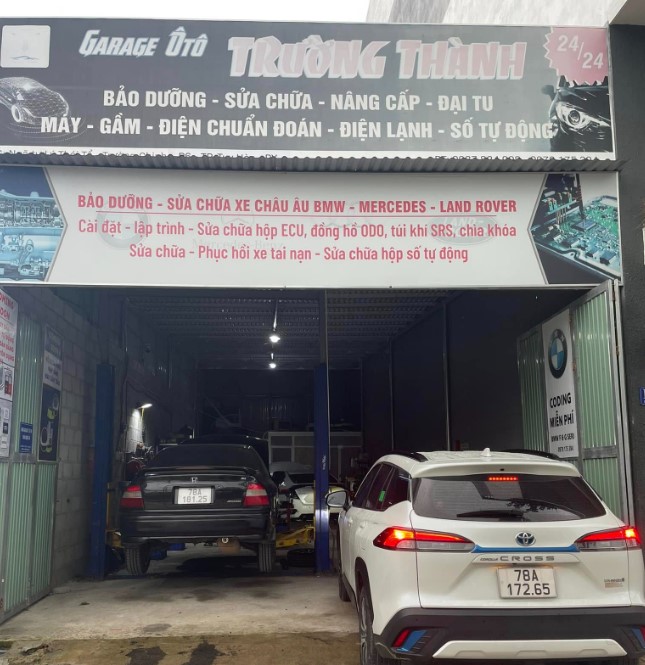 GARAGE ÔTÔ TRƯỜNG THÀNH 24/24
BẢO DƯỠNG - SỬA CHỮA - NÂNG CẤP - ĐẠI TU
MÁY - GẦM - ĐIỆN CHUẨN ĐOÁN - ĐIỆN LẠNH - SỐ TỰ ĐỘNG
BẢO DƯỠNG - SỬA CHỮA XE CHÂU ÂU BMW - MERCEDES - LAND ROVER
Cài đặt - lập trình - Sửa chữa hộp ECU, đồng hồ ODO, túi khí SRS, chìa khóa
Sửa chữa - Phục hồi xe tai nạn - Sửa chữa hộp số tự động
BMW
CODING
MIỄN PHÍ
78A
161.25
CROSS
78A
172.65